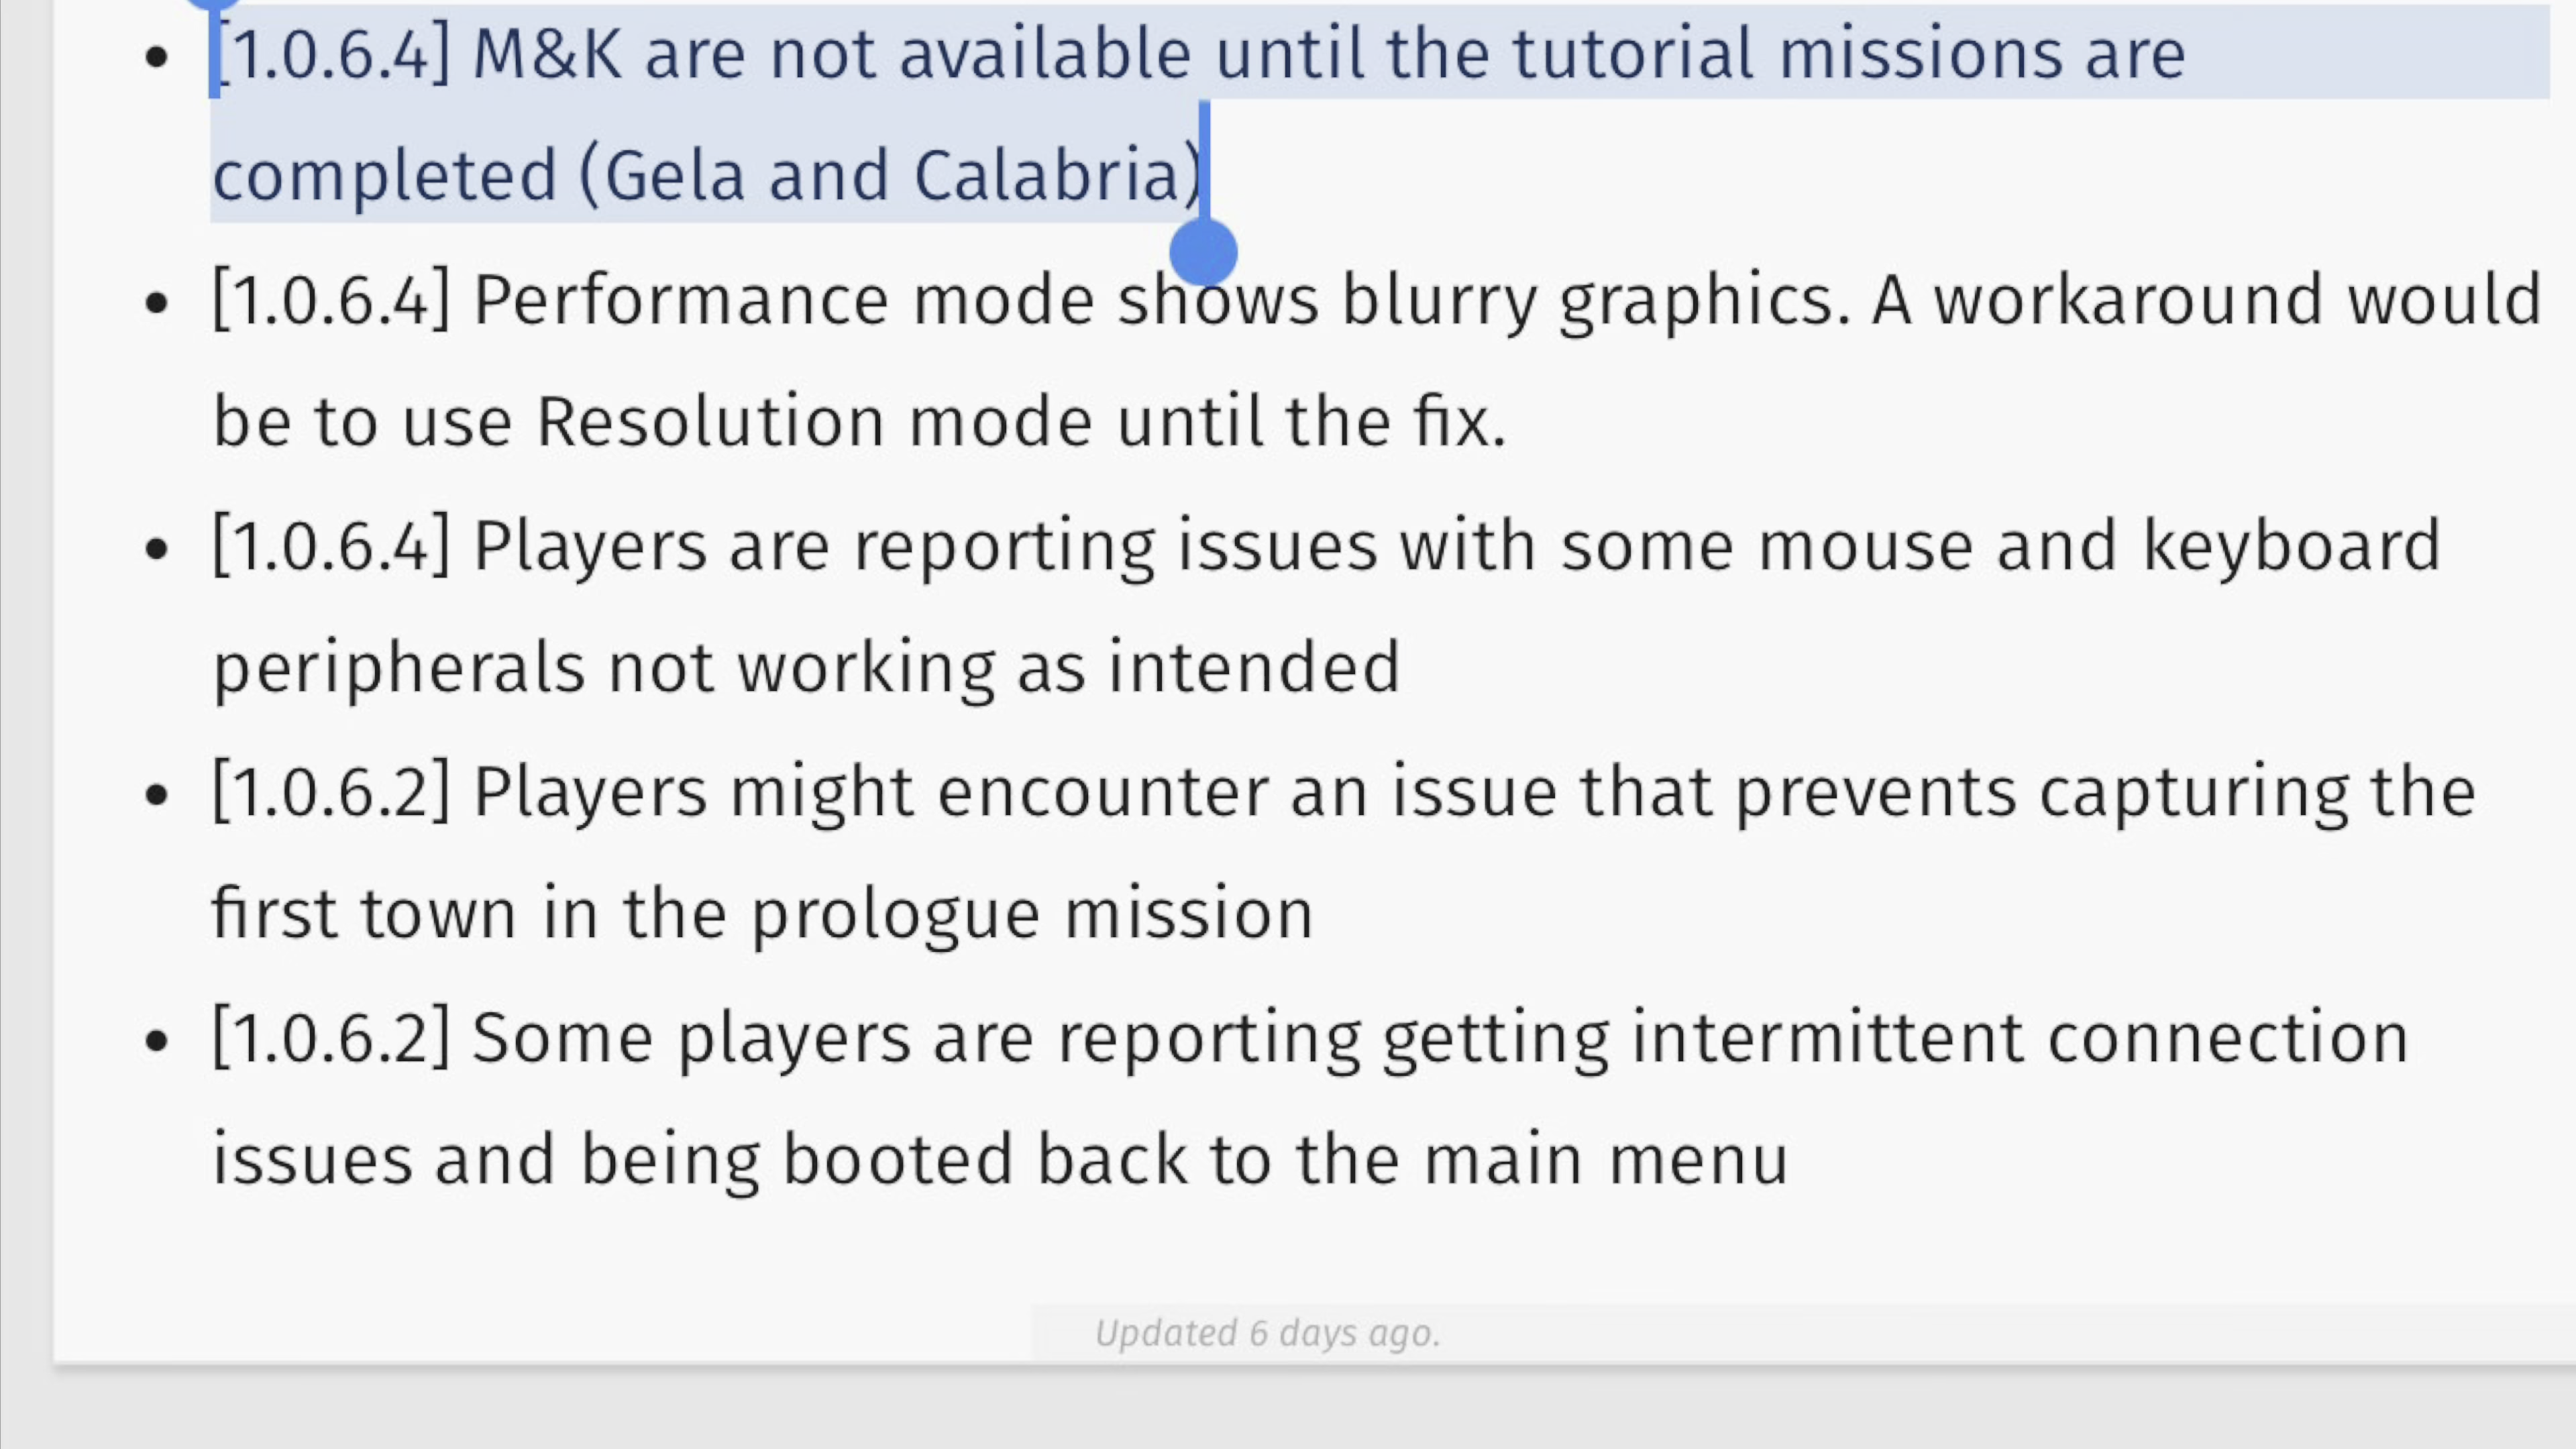 • [1.0.6.4] M&K are not available until the tutorial missions are
completed (Gela and Calabria)
• [1.0.6.4] Performance mode shows blurry graphics. A workaround would
be to use Resolution mode until the fix.
• [1.0.6.4] Players are reporting issues with some mouse and keyboard
peripherals not working as intended
• [1.0.6.2] Players might encounter an issue that prevents capturing the
first town in the prologue mission
• [1.0.6.2] Some players are reporting getting intermittent connection
issues and being booted back to the main menu
Updated 6 days ago.